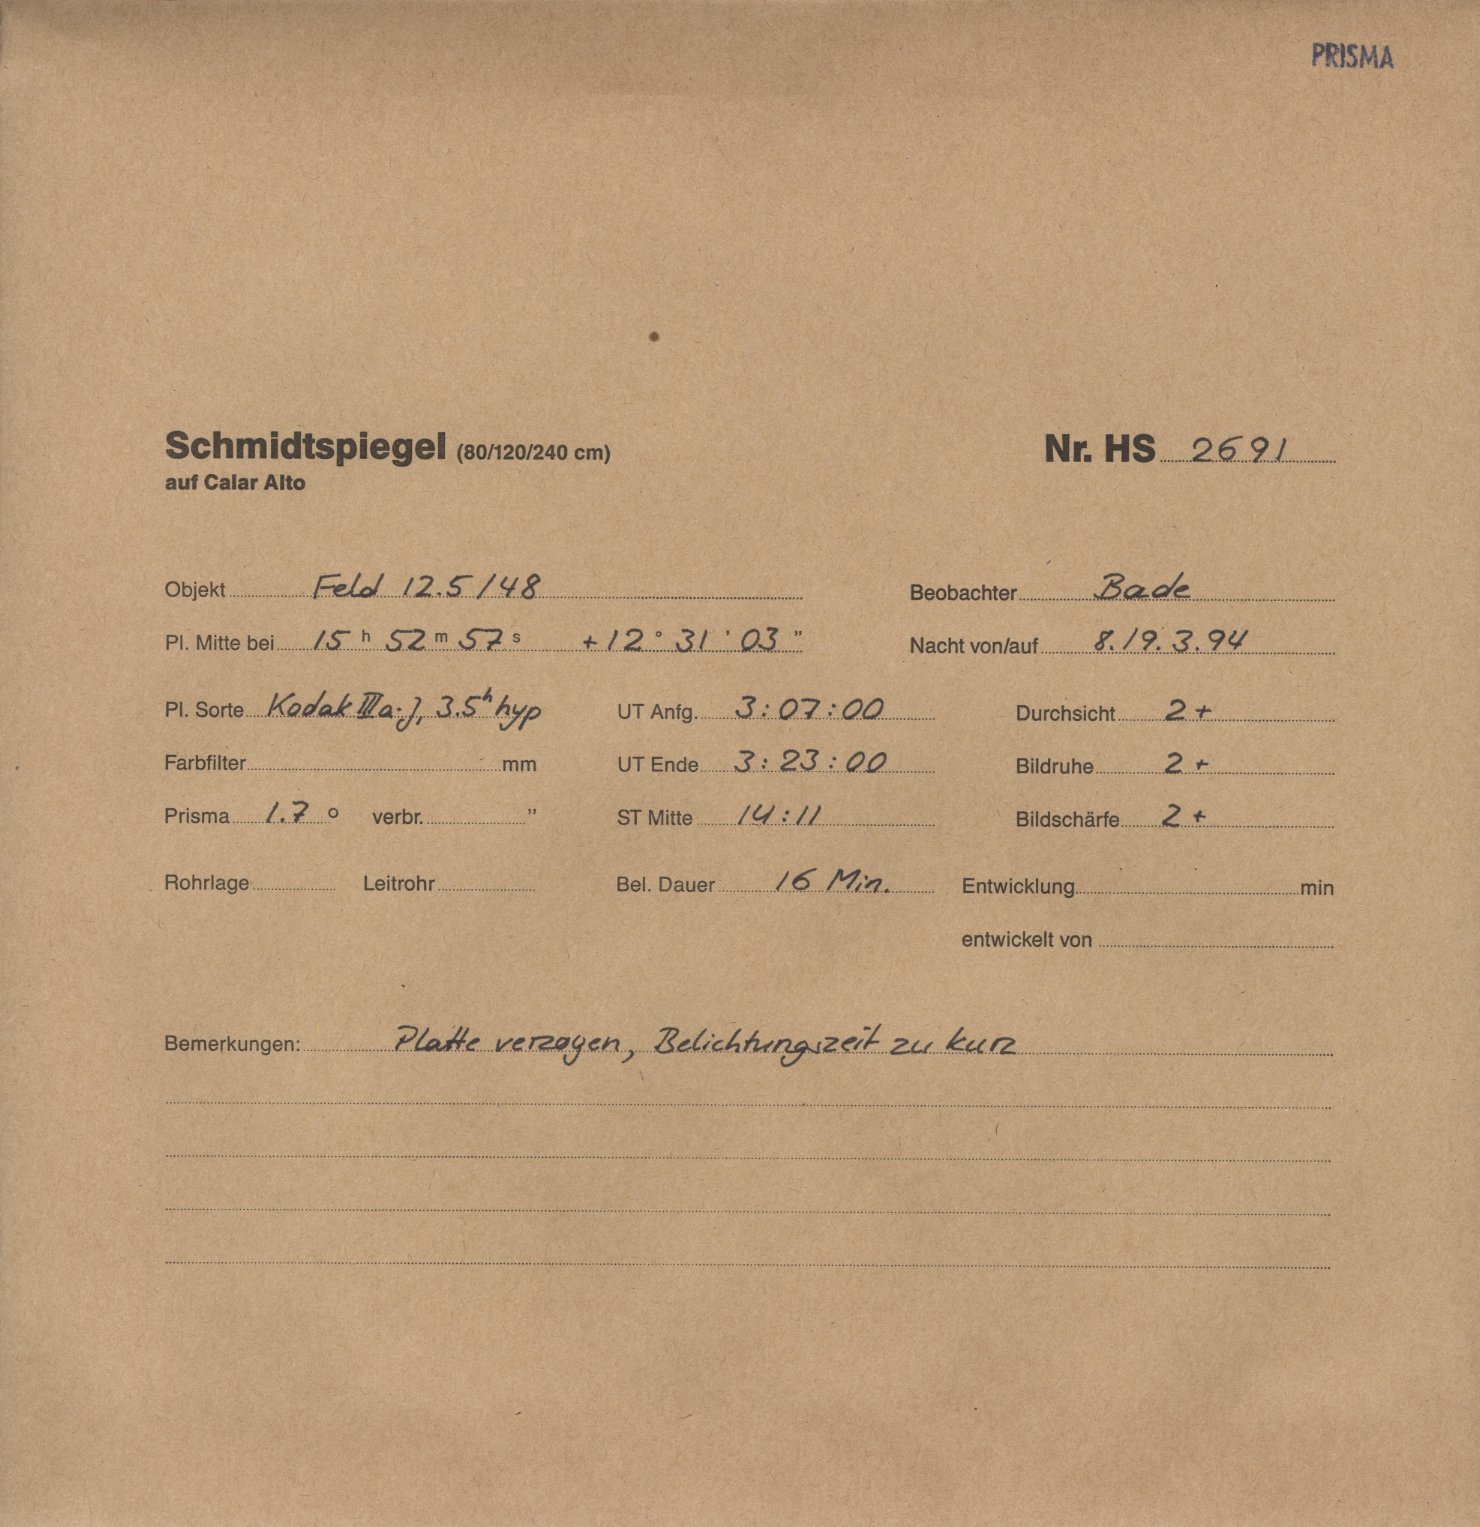 PRISMA
Schmidtspiegel (80/120/240 cm)
auf Calar Alto
Nr. HS 2691
Objekt Feld 12.5/48 Beobachter Bade
Pl. Mitte bei 15 h 52 m 57 s +12 ° 31 ' 03 " Nacht von/auf 8./9.3.94
Pl. Sorte Kodak IIIa-J, 3.5h hyp UT Anfg. 3:07:00 Durchsicht 2+
Farbfilter mm UT Ende 3:23:00 Bildruhe 2+
Prisma 1.7 ° verbr. " ST Mitte 14:11 Bildschärfe 2+
Rohrlage Leitrohr Bel. Dauer 16 Min. Entwicklung min
entwickelt von
Bemerkungen: Platte verzogen, Belichtungszeit zu kurz